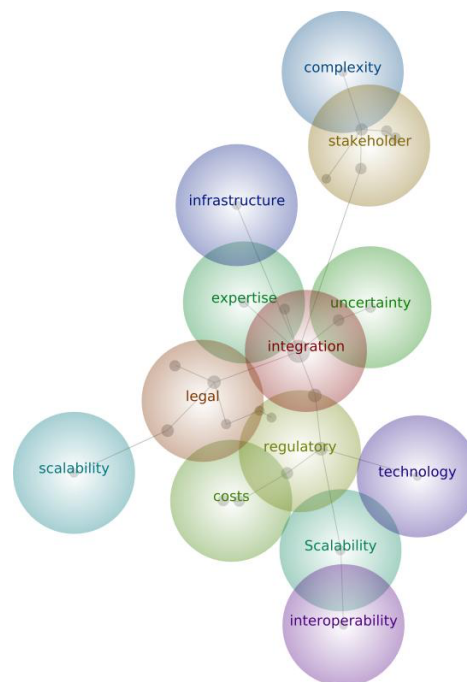 complexity
stakeholder
infrastructure
expertise
uncertainty
integration
legal
regulatory
scalability
technology
costs
Scalability
interoperability